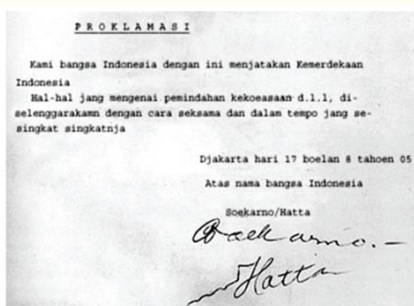 P R O K L A M A S I
Kami bangsa Indonesia dengan ini menjatakan Kemerdekaan
Indonesia
Hal-hal jang mengenai pemindahan kekoeasaan d.l.l, di-
selenggarakamn dengan cara seksama dan dalam tempo jang se-
singkat singkatnja
Djakarta hari 17 boelan 8 tahoen 05
Atas nama bangsa Indonesia
Soekarno/Hatta
Soekarno.-
Hatta